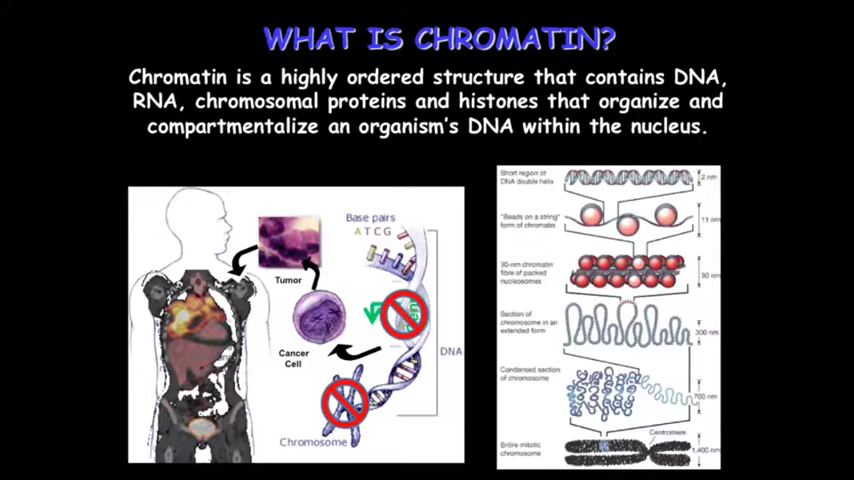 WHAT IS CHROMATIN?
Chromatin is a highly ordered structure that contains DNA,
RNA, chromosomal proteins and histones that organize and
compartmentalize an organism's DNA within the nucleus.
Base pairs
A T C G
Tumor
Cancer
Cell
DNA
Chromosome
Short region of
DNA double helix
2 nm
"Beads on a string"
form of chromatin
11 nm
30-nm chromatin
fibre of packed
nucleosomes
30 nm
Section of
chromosome in an
extended form
300 nm
Condensed section
of chromosome
700 nm
Centromere
Entire mitotic
chromosome
1,400 nm